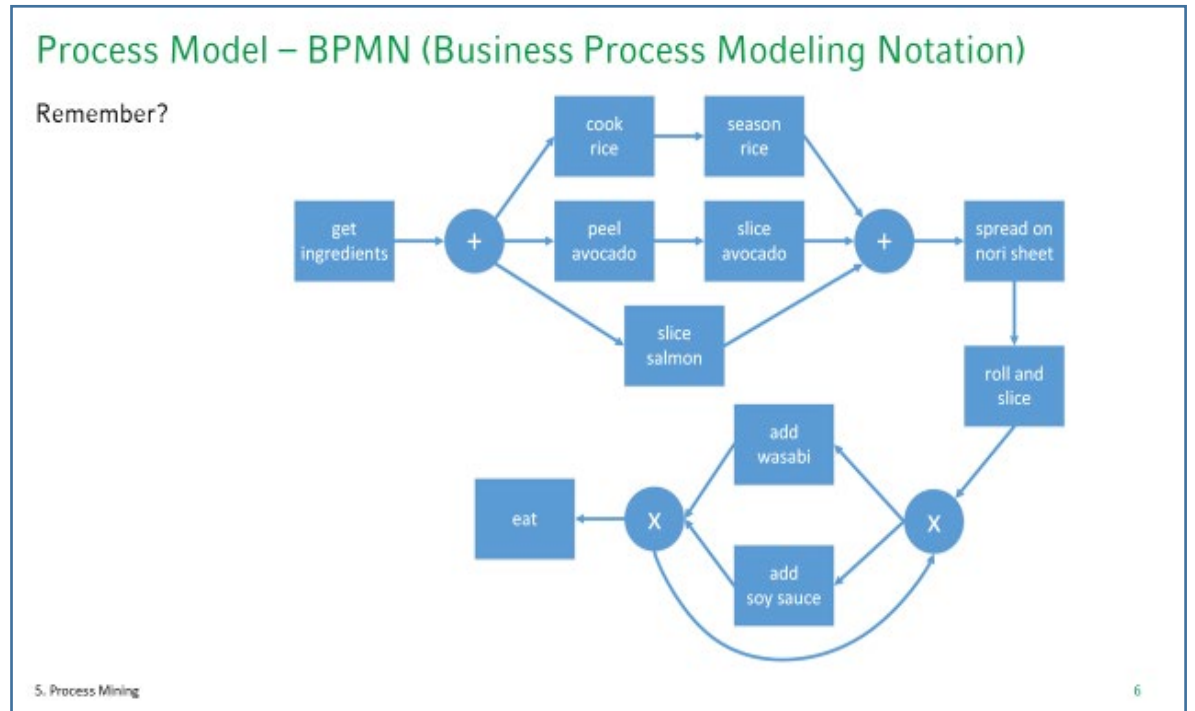 Process Model – BPMN (Business Process Modeling Notation)
Remember?
cook
rice
season
rice
get
ingredients
+
peel
avocado
slice
avocado
+
spread on
nori sheet
slice
salmon
roll and
slice
add
wasabi
eat
X
X
add
soy sauce
5. Process Mining
6